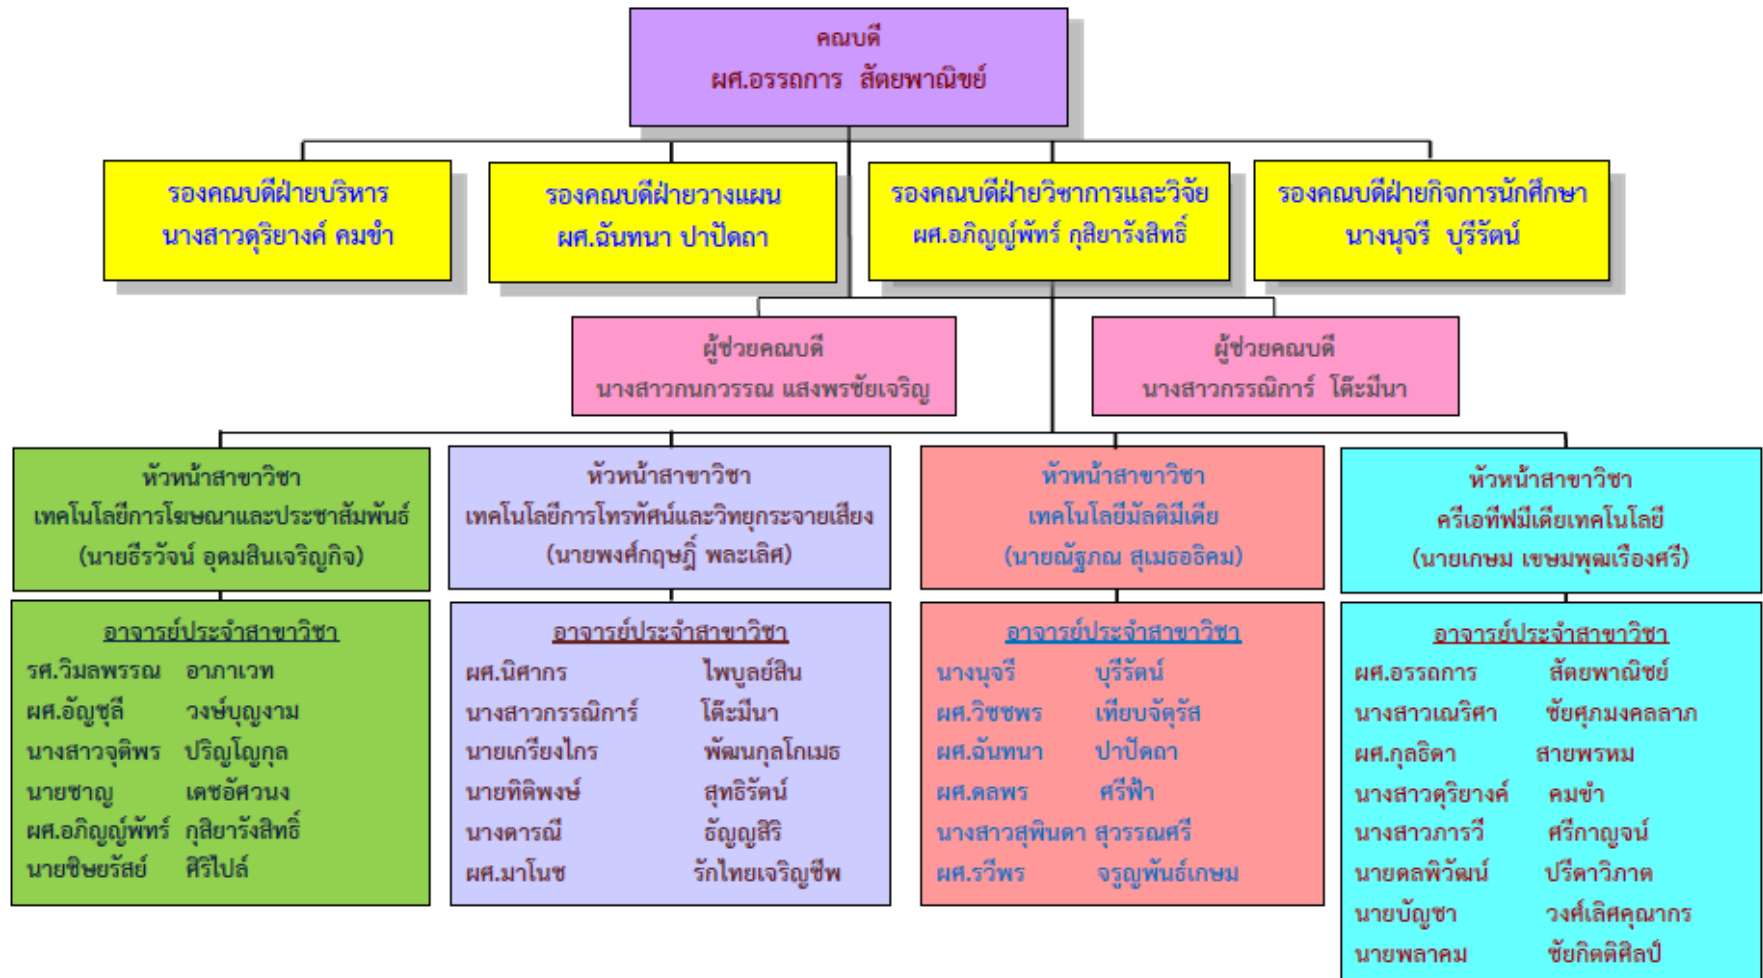 คณบดี
ผศ.อรรถการ สัตยพาณิชย์
รองคณบดีฝ่ายบริหาร
นางสาวดุริยางค์ คมขำ
รองคณบดีฝ่ายวางแผน
ผศ.ฉันทนา ปาปัดถา
รองคณบดีฝ่ายวิชาการและวิจัย
ผศ.อภิญญ์พัทร์ กุสิยารังสิทธิ์
รองคณบดีฝ่ายกิจการนักศึกษา
นางนุจรี บุรีรัตน์
ผู้ช่วยคณบดี
นางสาวกนกวรรณ แสงพรชัยเจริญ
ผู้ช่วยคณบดี
นางสาวกรรณิการ์ โต๊ะมีนา
หัวหน้าสาขาวิชา
เทคโนโลยีการโฆษณาและประชาสัมพันธ์
(นายธีรวัจน์ อุดมสินเจริญกิจ)
หัวหน้าสาขาวิชา
เทคโนโลยีการโทรทัศน์และวิทยุกระจายเสียง
(นายพงศ์กฤษฎิ์ พละเลิศ)
หัวหน้าสาขาวิชา
เทคโนโลยีมัลติมีเดีย
(นายณัฐภณ สุเมธอธิคม)
หัวหน้าสาขาวิชา
ครีเอทีฟมีเดียเทคโนโลยี
(นายเกษม เขษมพุฒเรืองศรี)
อาจารย์ประจำสาขาวิชา
รศ.วิมลพรรณ อาภาเวท
ผศ.อัญชุลี วงษ์บุญงาม
นางสาวจุติพร ปริญโญกุล
นายชาญ เดชอัศวนง
ผศ.อภิญญ์พัทร์ กุสิยารังสิทธิ์
นายชิษยรัสย์ ศิริไปล์
อาจารย์ประจำสาขาวิชา
ผศ.นิศากร ไพบูลย์สิน
นางสาวกรรณิการ์ โต๊ะมีนา
นายเกรียงไกร พัฒนกุลโกเมธ
นายทิติพงษ์ สุทธิรัตน์
นางดารณี ธัญญสิริ
ผศ.มาโนช รักไทยเจริญชีพ
อาจารย์ประจำสาขาวิชา
นางนุจรี บุรีรัตน์
ผศ.วิชชพร เทียบจัตุรัส
ผศ.ฉันทนา ปาปัดถา
ผศ.ดลพร ศรีฟ้า
นางสาวสุพินดา สุวรรณศรี
ผศ.รวีพร จรูญพันธ์เกษม
อาจารย์ประจำสาขาวิชา
ผศ.อรรถการ สัตยพาณิชย์
นางสาวเณริศา ชัยศุภมงคลลาภ
ผศ.กุลธิดา สายพรหม
นางสาวดุริยางค์ คมขำ
นางสาวภารวี ศรีกาญจน์
นายดลพิวัฒน์ ปรีดาวิภาต
นายบัญชา วงศ์เลิศคุณากร
นายพลาคม ชัยกิตติศิลป์